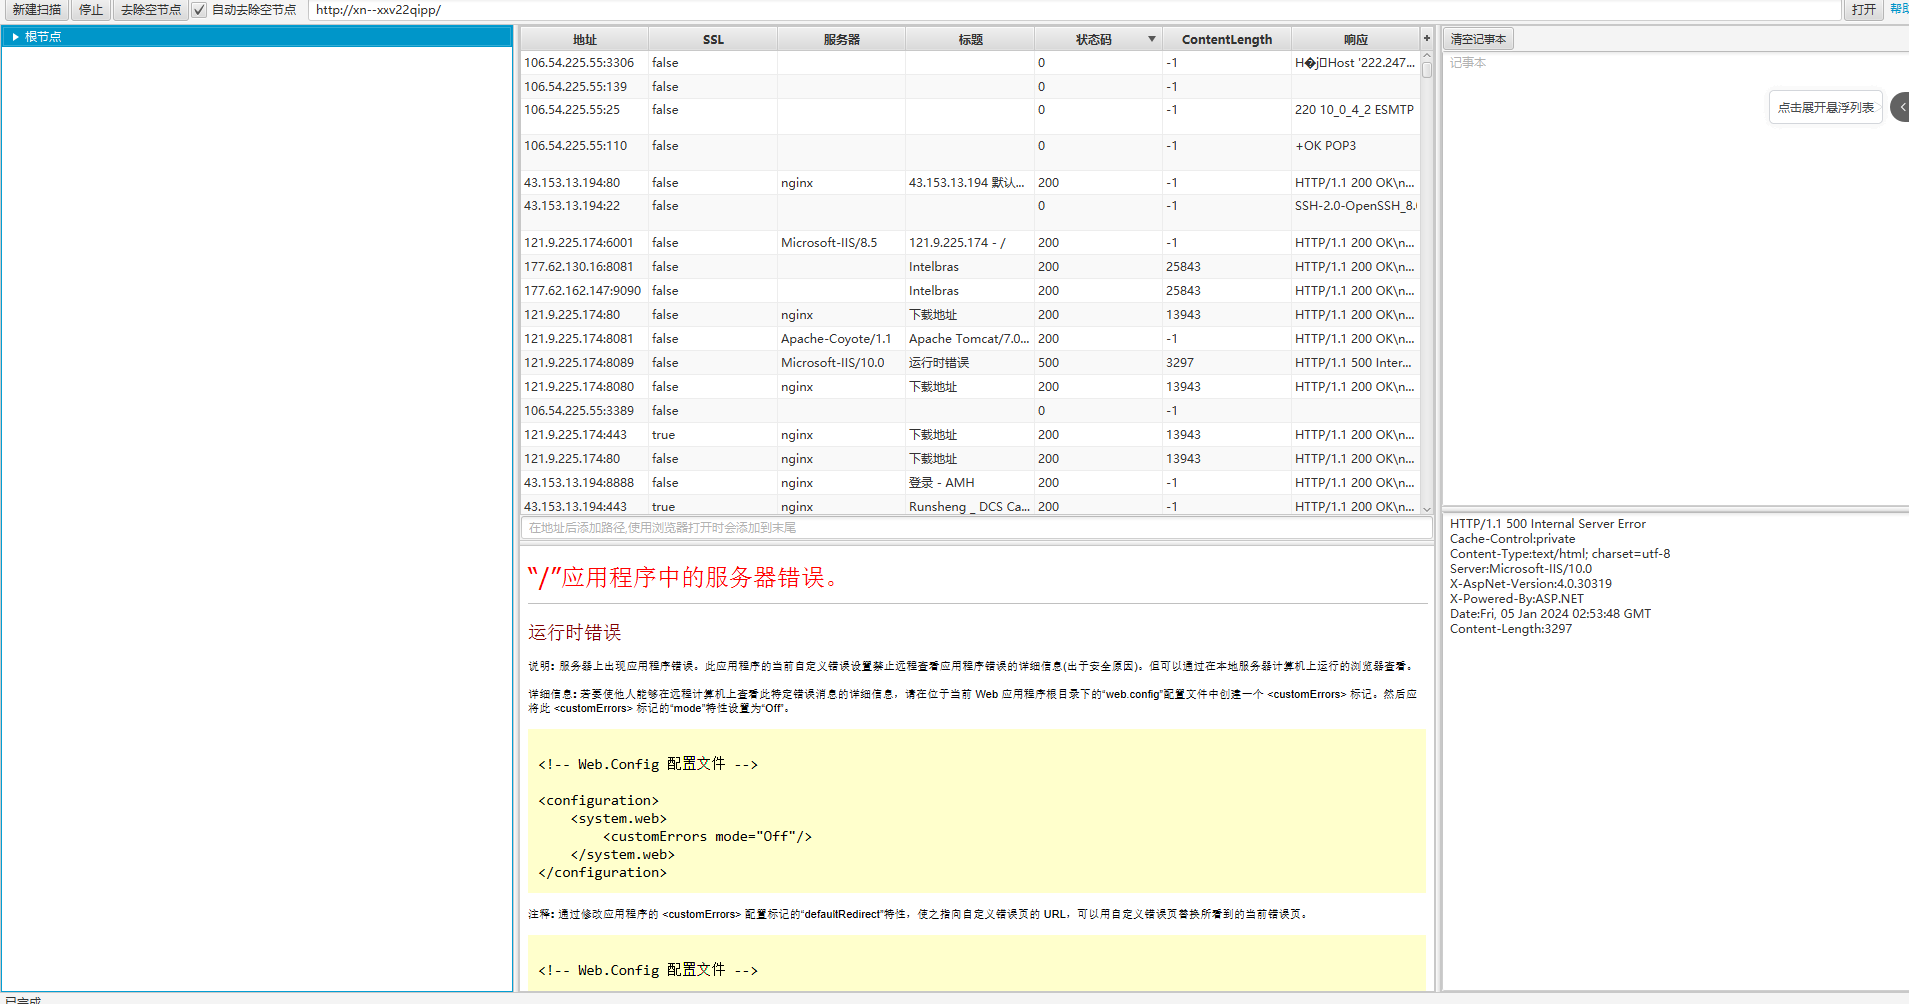 新建扫描 停止 去除空节点 自动去除空节点 http://xn--xxv22qipp/ 打开
根节点
地址 SSL 服务器 标题 状态码 ContentLength 响应 +
106.54.225.55:3306 false 0 -1
106.54.225.55:139 false 0 -1
106.54.225.55:25 false 0 -1 220 10_0_4_2 ESMTP
106.54.225.55:110 false 0 -1 +OK POP3
43.153.13.194:80 false nginx 43.153.13.194 默认... 200 -1 HTTP/1.1 200 OK\n...
43.153.13.194:22 false 0 -1 SSH-2.0-OpenSSH_8.
121.9.225.174:6001 false Microsoft-IIS/8.5 121.9.225.174 - / 200 -1 HTTP/1.1 200 OK\n...
177.62.130.16:8081 false Intelbras 200 25843 HTTP/1.1 200 OK\n...
177.62.162.147:9090 false Intelbras 200 25843 HTTP/1.1 200 OK\n...
121.9.225.174:80 false nginx 下载地址 200 13943 HTTP/1.1 200 OK\n...
121.9.225.174:8081 false Apache-Coyote/1.1 Apache Tomcat/7.0... 200 -1 HTTP/1.1 200 OK\n...
121.9.225.174:8089 false Microsoft-IIS/10.0 运行时错误 500 3297 HTTP/1.1 500 Inter...
121.9.225.174:8080 false nginx 下载地址 200 13943 HTTP/1.1 200 OK\n...
106.54.225.55:3389 false 0 -1
121.9.225.174:443 true nginx 下载地址 200 13943 HTTP/1.1 200 OK\n...
121.9.225.174:80 false nginx 下载地址 200 13943 HTTP/1.1 200 OK\n...
43.153.13.194:8888 false nginx 登录 - AMH 200 -1 HTTP/1.1 200 OK\n...
43.153.13.194:443 true nginx Runsheng _ DCS Ca... 200 -1 HTTP/1.1 200 OK\n...
在地址后添加路径,使用浏览器打开时会添加到末尾
“/”应用程序中的服务器错误。
运行时错误
说明: 服务器上出现应用程序错误。此应用程序的当前自定义错误设置禁止远程查看应用程序错误的详细信息(出于安全原因)。但可以通过在本地服务器计算机上运行的浏览器查看。
详细信息: 若要使他人能够在远程计算机上查看此特定错误消息的详细信息，请在位于当前 Web 应用程序根目录下的“web.config”配置文件中创建一个 <customErrors> 标记。然后应
将此 <customErrors> 标记的“mode”特性设置为“Off”。
<!-- Web.Config 配置文件 -->
<configuration>
<system.web>
<customErrors mode="Off"/>
</system.web>
</configuration>
注释: 通过修改应用程序的 <customErrors> 配置标记的“defaultRedirect”特性，使之指向自定义错误页的 URL，可以用自定义错误页替换所看到的当前错误页。
<!-- Web.Config 配置文件 -->
清空记事本
记事本
点击展开悬浮列表
HTTP/1.1 500 Internal Server Error
Cache-Control:private
Content-Type:text/html; charset=utf-8
Server:Microsoft-IIS/10.0
X-AspNet-Version:4.0.30319
X-Powered-By:ASP.NET
Date:Fri, 05 Jan 2024 02:53:48 GMT
Content-Length:3297
已完成